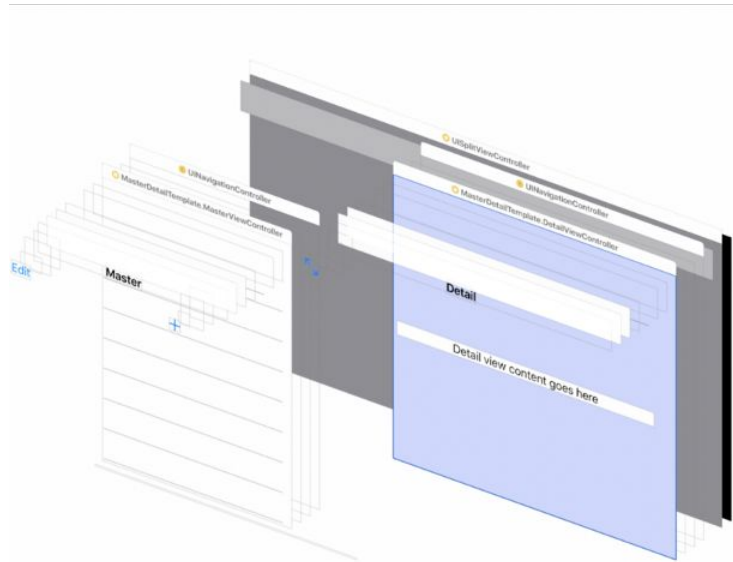 UISplitViewController
UINavigationController
MasterDetailTemplate.MasterViewController
UINavigationController
MasterDetailTemplate.DetailViewController
Edit
Master
Detail
Detail view content goes here